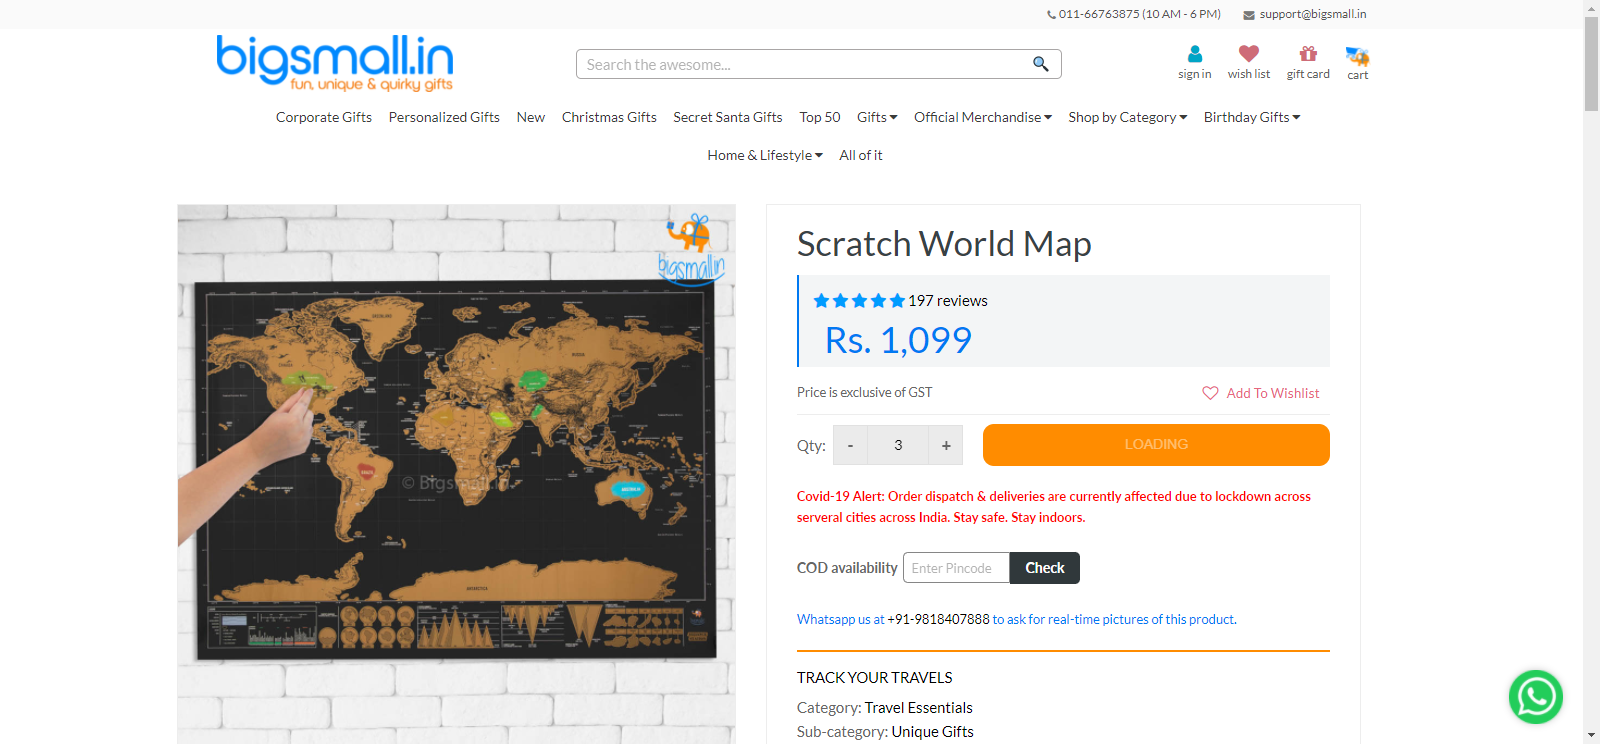 011-66763875 (10 AM - 6 PM) support@bigsmall.in
bigsmall.in
fun, unique & quirky gifts
Search the awesome...
sign in wish list gift card cart
Corporate Gifts Personalized Gifts New Christmas Gifts Secret Santa Gifts Top 50 Gifts Official Merchandise Shop by Category Birthday Gifts
Home & Lifestyle All of it
bigsmall.in
© Bigsmall.in
GREENLAND
CANADA
RUSSIA
BRAZIL
AUSTRALIA
ANTARCTICA
Scratch World Map
197 reviews
Rs. 1,099
Price is exclusive of GST
Add To Wishlist
Qty: - 3 +
LOADING
Covid-19 Alert: Order dispatch & deliveries are currently affected due to lockdown across
serveral cities across India. Stay safe. Stay indoors.
COD availability Enter Pincode Check
Whatsapp us at +91-9818407888 to ask for real-time pictures of this product.
TRACK YOUR TRAVELS
Category: Travel Essentials
Sub-category: Unique Gifts